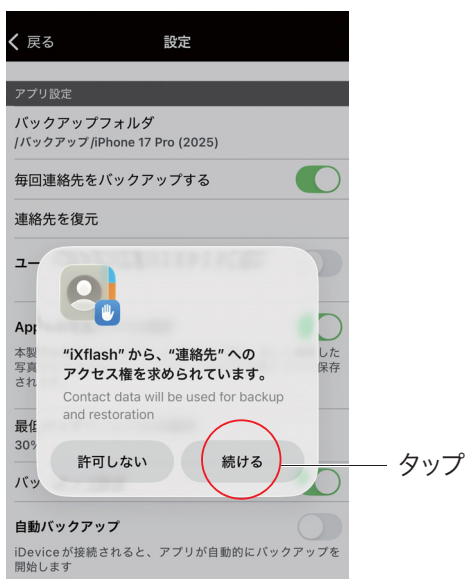 戻る
設定
アプリ設定
バックアップフォルダ
/バックアップ/iPhone 17 Pro (2025)
毎回連絡先をバックアップする
連絡先を復元
ユー
App
本製
した
写真
保存
され
“iXflash” から、“連絡先” への
アクセス権を求められています。
Contact data will be used for backup
and restoration
最低
30%
許可しない
続ける
タップ
バッ
自動バックアップ
iDeviceが接続されると、アプリが自動的にバックアップを
開始します